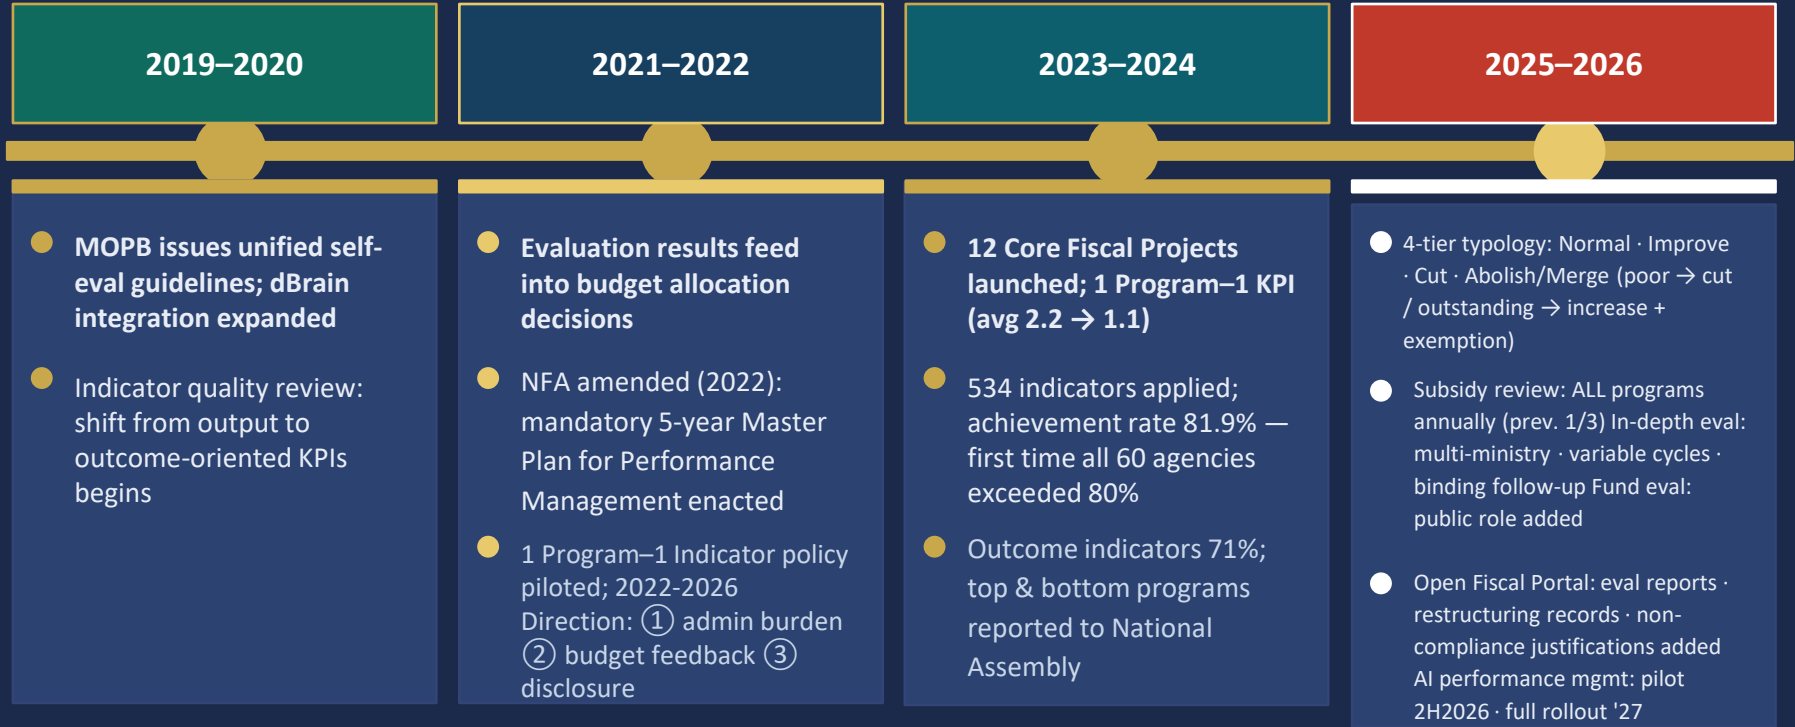 2019–2020
MOPB issues unified self-
eval guidelines; dBrain
integration expanded
Indicator quality review:
shift from output to
outcome-oriented KPIs
begins
2021–2022
Evaluation results feed
into budget allocation
decisions
NFA amended (2022):
mandatory 5-year Master
Plan for Performance
Management enacted
1 Program–1 Indicator policy
piloted; 2022-2026
Direction: ① admin burden
② budget feedback ③
disclosure
2023–2024
12 Core Fiscal Projects
launched; 1 Program–1 KPI
(avg 2.2 → 1.1)
534 indicators applied;
achievement rate 81.9% —
first time all 60 agencies
exceeded 80%
Outcome indicators 71%;
top & bottom programs
reported to National
Assembly
2025–2026
4-tier typology: Normal · Improve
· Cut · Abolish/Merge (poor → cut
/ outstanding → increase +
exemption)
Subsidy review: ALL programs
annually (prev. 1/3) In-depth eval:
multi-ministry · variable cycles ·
binding follow-up Fund eval:
public role added
Open Fiscal Portal: eval reports ·
restructuring records · non-
compliance justifications added
AI performance mgmt: pilot
2H2026 · full rollout '27